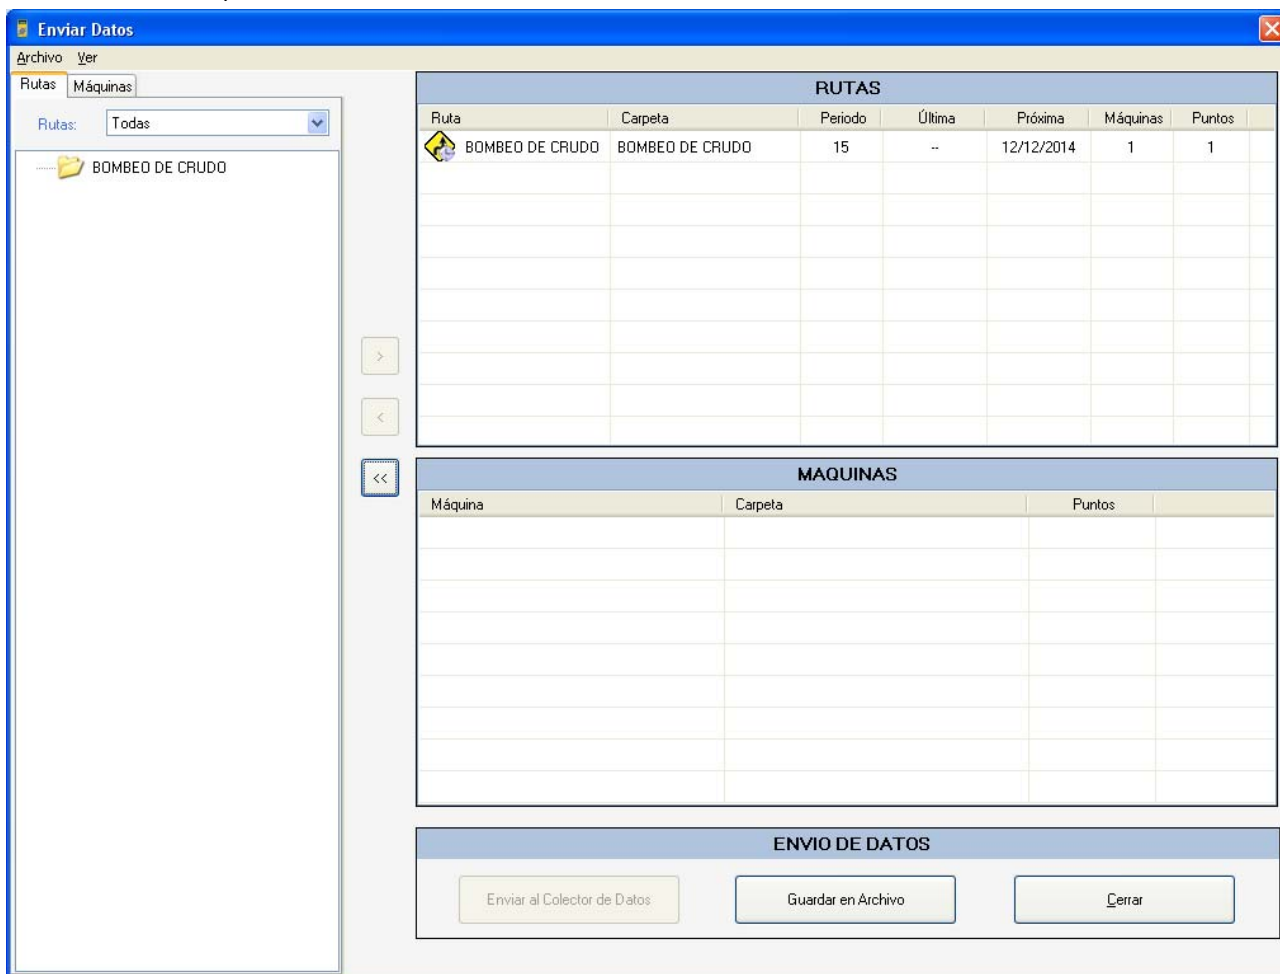 Enviar Datos
Archivo Ver
Rutas Máquinas
Rutas: Todas
BOMBEO DE CRUDO
>
<
<<
RUTAS
Ruta Carpeta Periodo Última Próxima Máquinas Puntos
BOMBEO DE CRUDO BOMBEO DE CRUDO 15 -- 12/12/2014 1 1
MAQUINAS
Máquina Carpeta Puntos
ENVIO DE DATOS
Enviar al Colector de Datos Guardar en Archivo Cerrar